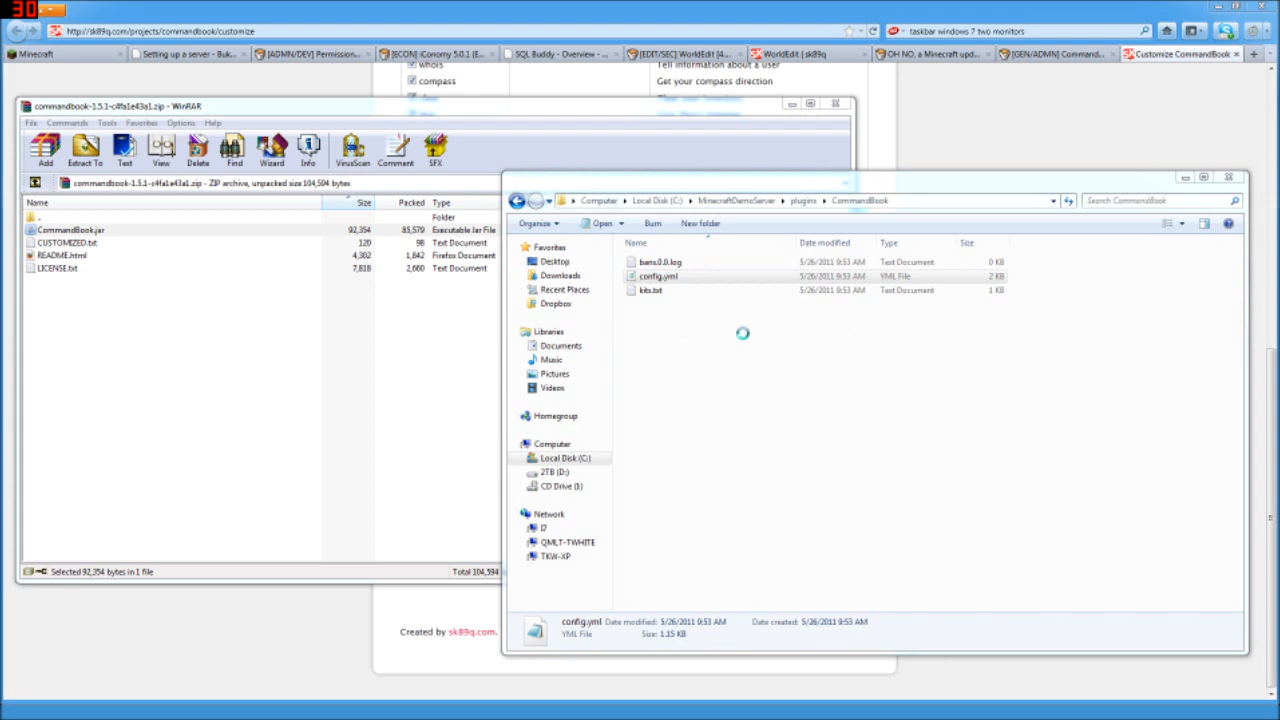 30
http://sk89q.com/projects/commandbook/customize
taskbar windows 7 two monitors
Minecraft
Setting up a server - Buk...
[ADMN/DEV] Permission...
[ECON] iConomy 5.0.1 (E...
SQL Buddy - Overview - ...
[EDIT/SEC] WorldEdit [4...
WorldEdit | sk89q
OH NO, a Minecraft upd...
[GEN/ADMN] Command...
Customize CommandBook
whois
Tell information about a user
compass
Get your compass direction
commandbook-1.5.1-c4fa1e43a1.zip - WinRAR
File Commands Tools Favorites Options Help
Add Extract To Test View Delete Find Wizard Info VirusScan Comment SFX
commandbook-1.5.1-c4fa1e43a1.zip - ZIP archive, unpacked size 104,594 bytes
Name Size Packed Type
.. Folder
CommandBook.jar 92,354 85,579 Executable Jar File
CUSTOMIZED.txt 120 98 Text Document
README.html 4,302 1,842 Firefox Document
LICENSE.txt 7,818 2,660 Text Document
Selected 92,354 bytes in 1 file
Total 104,594
Computer Local Disk (C:) MinecraftDemoServer plugins CommandBook
Search CommandBook
Organize Open Burn New folder
Name Date modified Type Size
bans.0.0.log 5/26/2011 9:53 AM Text Document 0 KB
config.yml 5/26/2011 9:53 AM YML File 2 KB
kits.txt 5/26/2011 9:53 AM Text Document 1 KB
Favorites
Desktop
Downloads
Recent Places
Dropbox
Libraries
Documents
Music
Pictures
Videos
Homegroup
Computer
Local Disk (C:)
2TB (D:)
CD Drive (I:)
Network
I7
QMLT-TWHITE
TKW-XP
config.yml Date modified: 5/26/2011 9:53 AM Date created: 5/26/2011 9:53 AM
YML File Size: 1.15 KB
Created by sk89q.com.